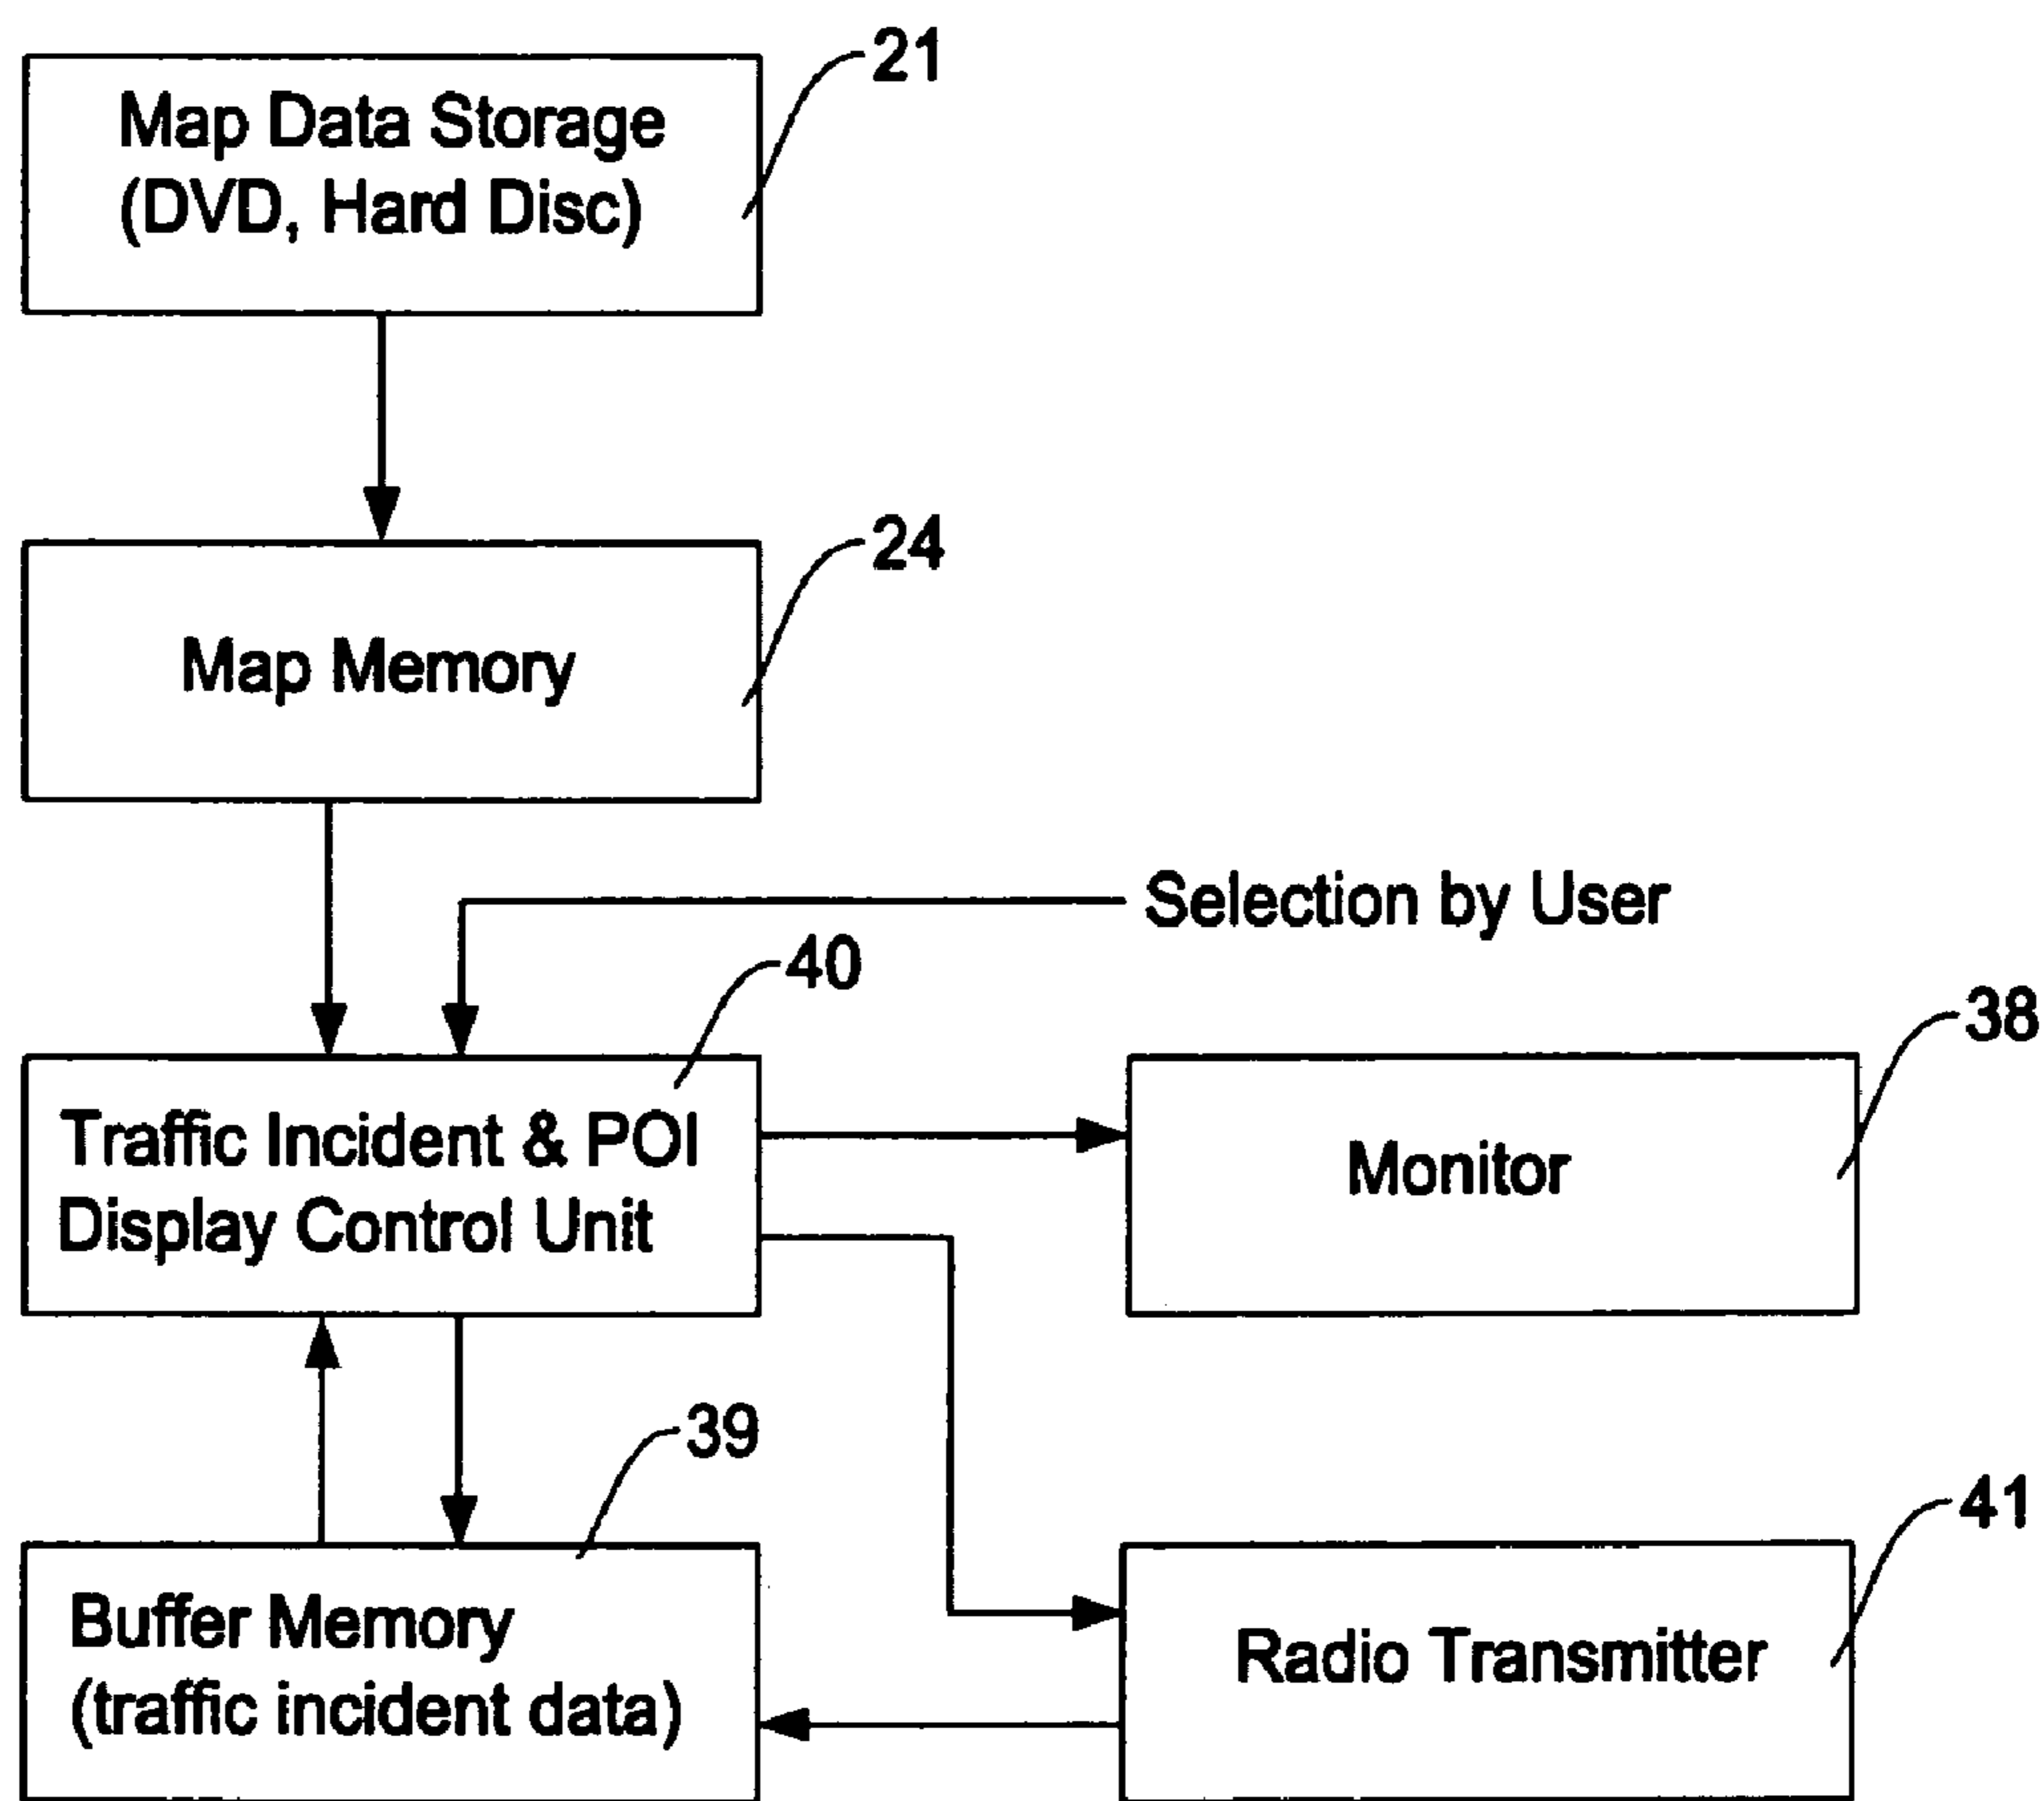 21
Map Data Storage
(DVD, Hard Disc)
24
Map Memory
Selection by User
40
38
Traffic Incident & POI
Display Control Unit
Monitor
39
41
Buffer Memory
(traffic incident data)
Radio Transmitter